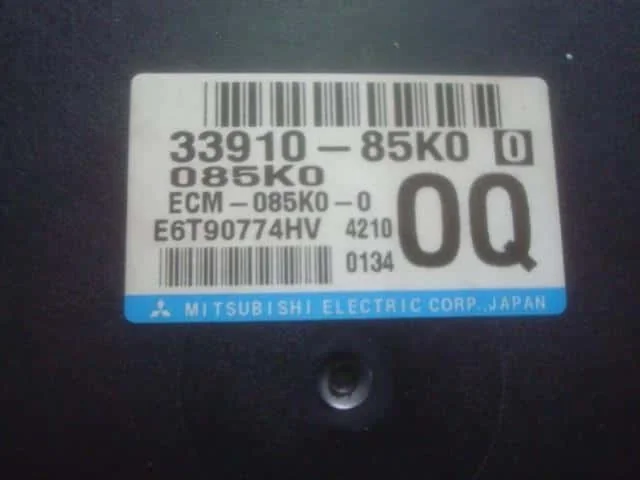 33910-85K0 0
085K0
ECM-085K0-0
E6T90774HV 4210 0Q
0134
MITSUBISHI ELECTRIC CORP.,JAPAN